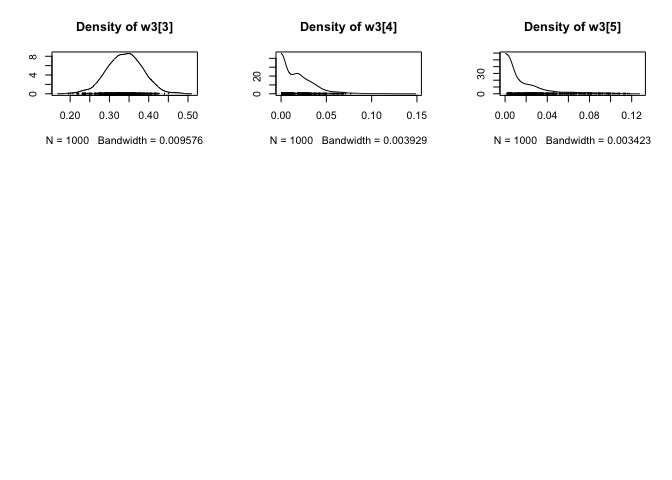 Density of w3[3]
8
4
0
0.20 0.30 0.40 0.50
N = 1000 Bandwidth = 0.009576
Density of w3[4]
20
0
0.00 0.05 0.10 0.15
N = 1000 Bandwidth = 0.003929
Density of w3[5]
30
0
0.00 0.04 0.08 0.12
N = 1000 Bandwidth = 0.003423